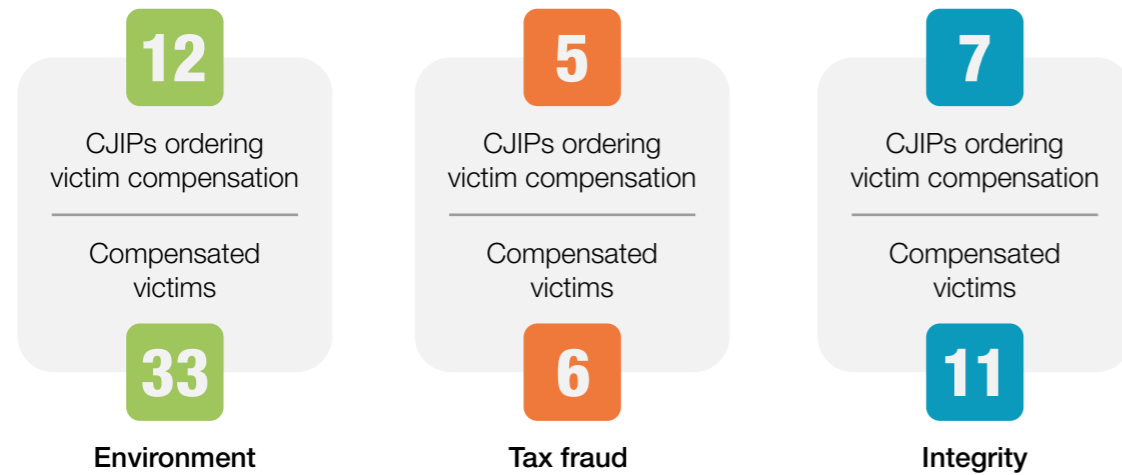 12
CJIPs ordering
victim compensation
Compensated
victims
33
Environment
5
CJIPs ordering
victim compensation
Compensated
victims
6
Tax fraud
7
CJIPs ordering
victim compensation
Compensated
victims
11
Integrity